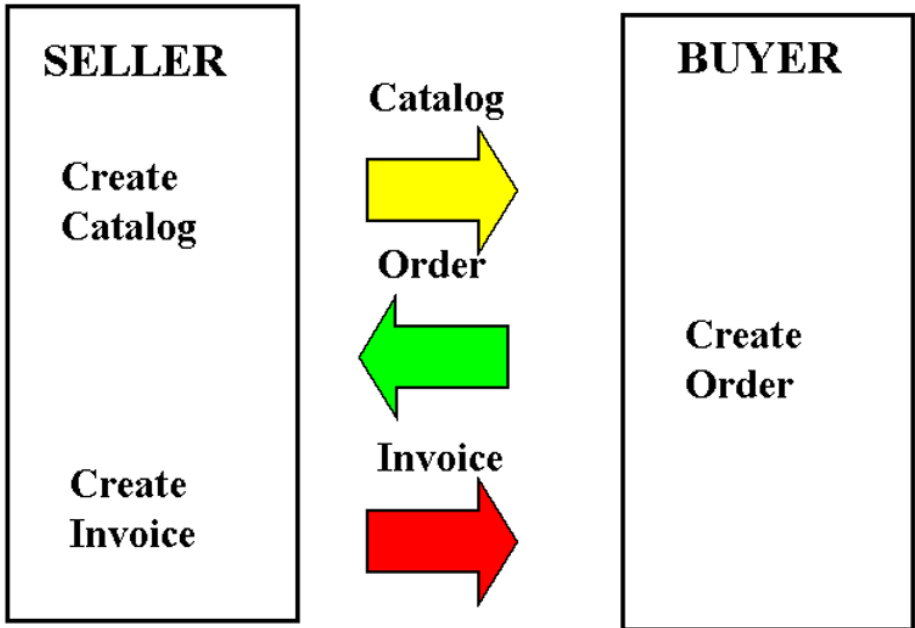 SELLER
BUYER
Catalog
Create
Catalog
Order
Create
Order
Invoice
Create
Invoice